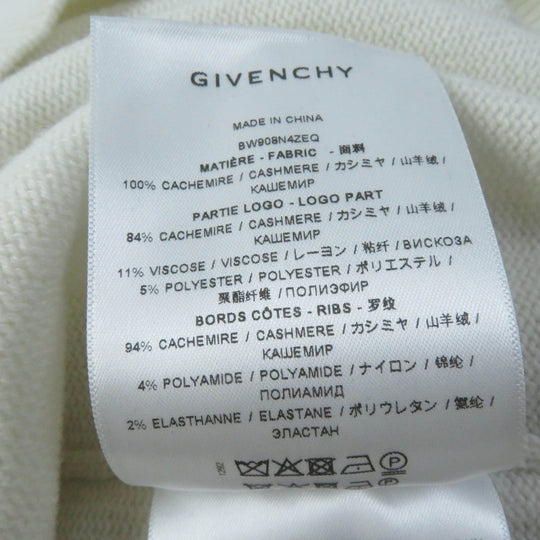 GIVENCHY
MADE IN CHINA
BW908N4ZEQ
MATIÈRE - FABRIC - 面料
100% CACHEMIRE / CASHMERE / カシミヤ / 山羊绒 /
КАШЕМИР
PARTIE LOGO - LOGO PART
84% CACHEMIRE / CASHMERE / カシミヤ / 山羊绒 /
КАШЕМИР
11% VISCOSE / VISCOSE / レーヨン / 粘纤 / ВИСКОЗА
5% POLYESTER / POLYESTER / ポリエステル /
聚酯纤维 / ПОЛИЭФИР
BORDS CÔTES - RIBS - 罗纹
94% CACHEMIRE / CASHMERE / カシミヤ / 山羊绒 /
КАШЕМИР
4% POLYAMIDE / POLYAMIDE / ナイロン / 锦纶 /
ПОЛИАМИД
2% ELASTHANNE / ELASTANE / ポリウレタン / 氨纶 /
ЭЛАСТАН